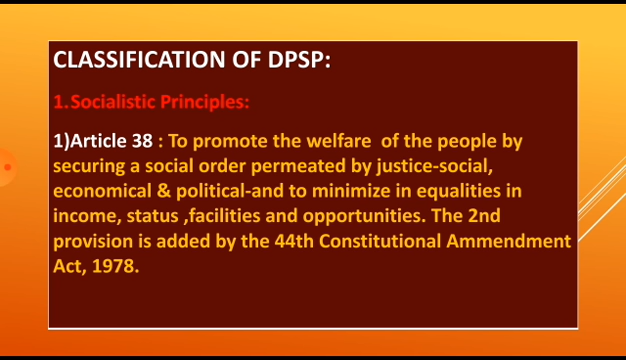 CLASSIFICATION OF DPSP:
1.Socialistic Principles:
1)Article 38 : To promote the welfare of the people by
securing a social order permeated by justice-social,
economical & political-and to minimize in equalities in
income, status ,facilities and opportunities. The 2nd
provision is added by the 44th Constitutional Ammendment
Act, 1978.